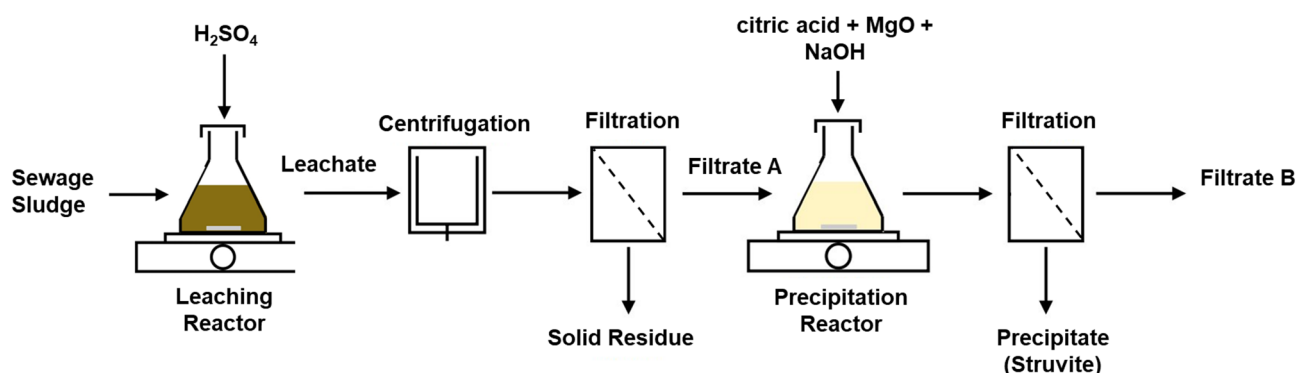 H₂SO₄
citric acid + MgO +
NaOH
Centrifugation
Filtration
Filtration
Sewage
Sludge
Leachate
Filtrate A
Filtrate B
Leaching
Reactor
Solid Residue
Precipitation
Reactor
Precipitate
(Struvite)